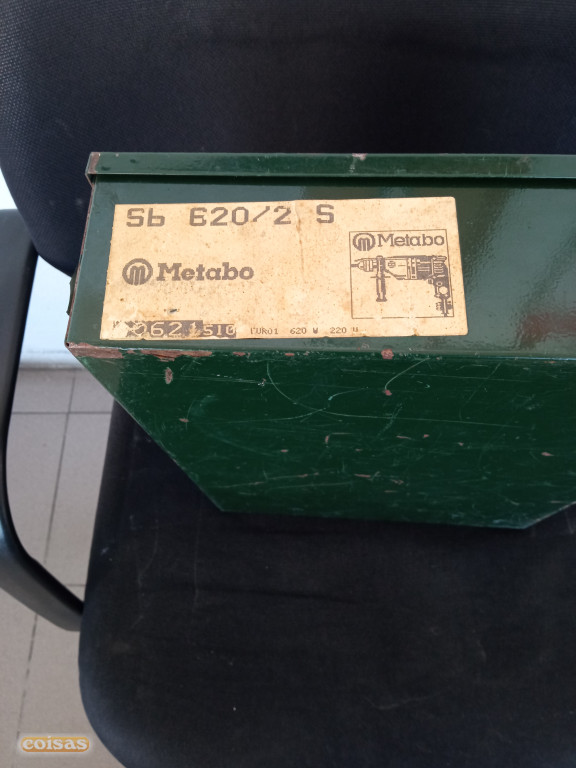 Sb 620/2 S
Metabo
Metabo
EURO1 620 W 220 V
coisas